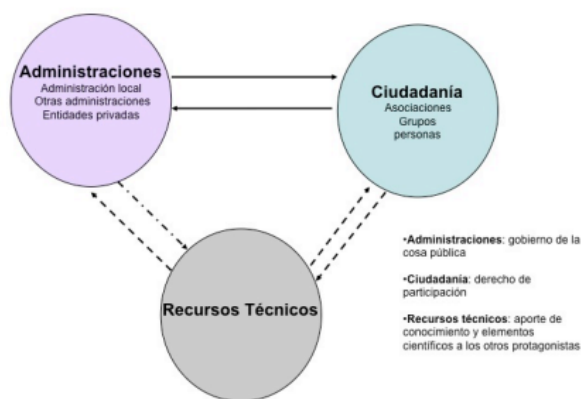 Administraciones
Administración local
Otras administraciones
Entidades privadas
Ciudadanía
Asociaciones
Grupos
personas
Recursos Técnicos
•Administraciones: gobierno de la
cosa pública
•Ciudadanía: derecho de
participación
•Recursos técnicos: aporte de
conocimiento y elementos
científicos a los otros protagonistas